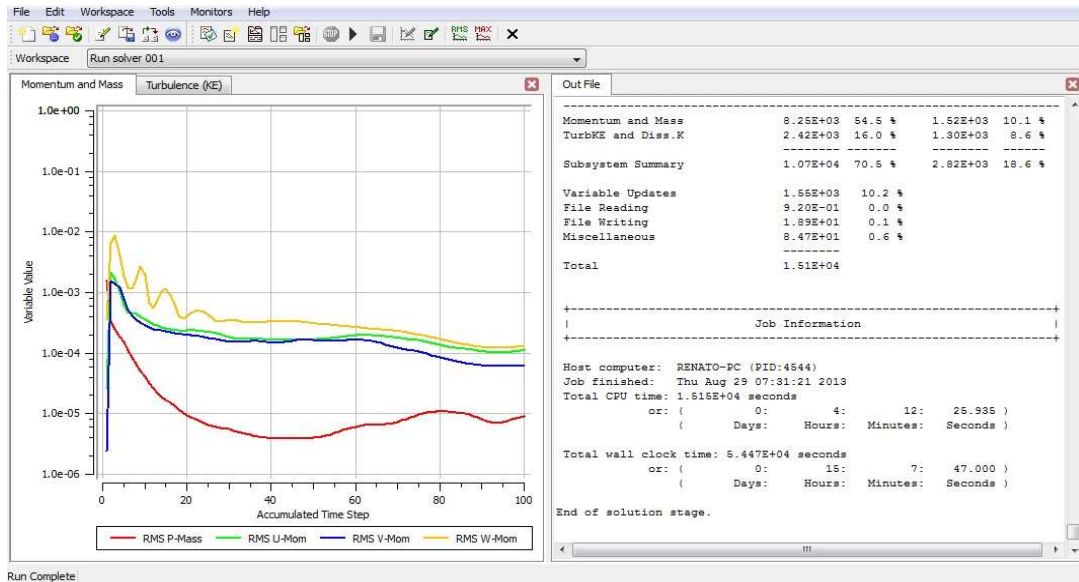 File Edit Workspace Tools Monitors Help
STOP RMS MAX
Workspace Run solver 001
Momentum and Mass Turbulence (KE)
1.0e+00
1.0e-01
1.0e-02
1.0e-03
1.0e-04
1.0e-05
1.0e-06
Variable Value
0 20 40 60 80 100
Accumulated Time Step
RMS P-Mass RMS U-Mom RMS V-Mom RMS W-Mom
Out File
Momentum and Mass 8.25E+03 54.5 % 1.52E+03 10.1 %
TurbKE and Diss.K 2.42E+03 16.0 % 1.30E+03 8.6 %
-------- ------- -------- ------
Subsystem Summary 1.07E+04 70.5 % 2.82E+03 18.6 %
Variable Updates 1.55E+03 10.2 %
File Reading 9.20E-01 0.0 %
File Writing 1.89E+01 0.1 %
Miscellaneous 8.47E+01 0.6 %
--------
Total 1.51E+04
+--------------------------------------------------------------------+
| Job Information |
+--------------------------------------------------------------------+
Host computer: RENATO-PC (PID:4544)
Job finished: Thu Aug 29 07:31:21 2013
Total CPU time: 1.515E+04 seconds
or: ( 0: 4: 12: 25.935 )
( Days: Hours: Minutes: Seconds )
Total wall clock time: 5.447E+04 seconds
or: ( 0: 15: 7: 47.000 )
( Days: Hours: Minutes: Seconds )
End of solution stage.
Run Complete